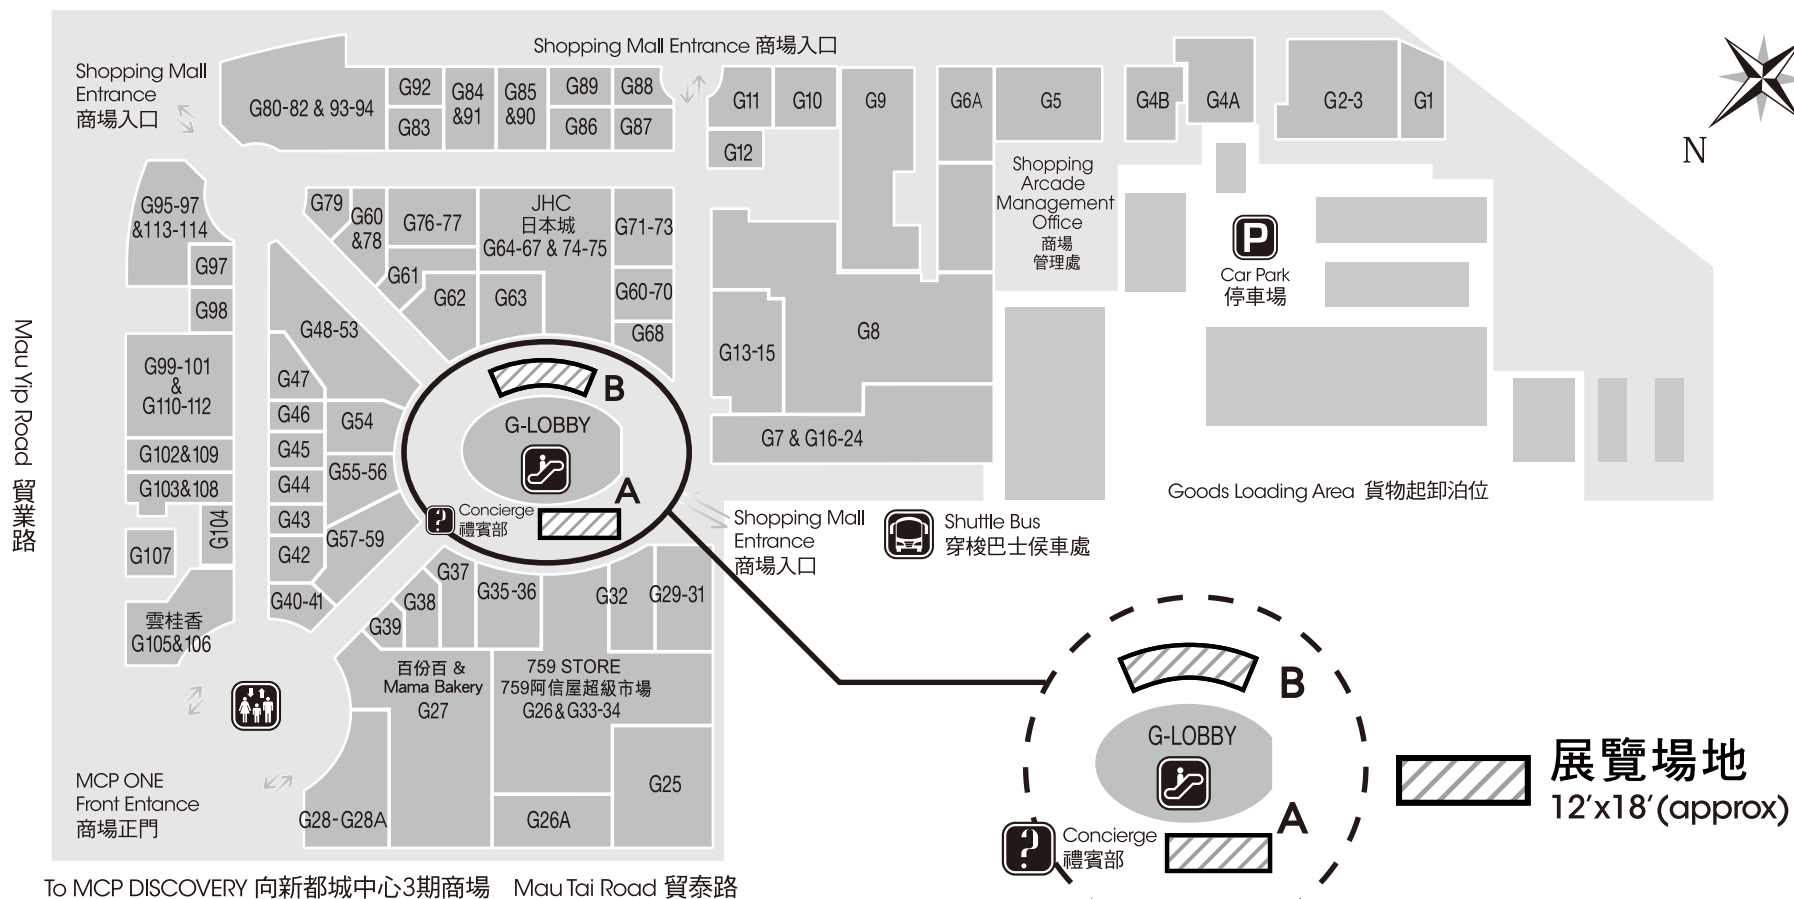 Shopping Mall Entrance 商場入口
Shopping Mall
Entrance
商場入口
G80-82 & 93-94
G92
G83
G84
&91
G85
&90
G89
G86
G88
G87
G11
G10
G12
G9
G6A
G5
G4B
G4A
G2-3
G1
N
Shopping
Arcade
Management
Office
商場
管理處
P
Car Park
停車場
G95-97
&113-114
G97
G98
G79
G60
&78
G76-77
G61
G62
G63
JHC
日本城
G64-67 & 74-75
G71-73
G60-70
G68
G8
G13-15
G7 & G16-24
Mau Yip Road 貿業路
G99-101
&
G110-112
G102&109
G103&108
G104
G107
雲桂香
G105&106
G48-53
G47
G46
G45
G44
G43
G42
G40-41
G54
G55-56
G57-59
B
G-LOBBY
A
?
Concierge
禮賓部
Shopping Mall
Entrance
商場入口
Shuttle Bus
穿梭巴士侯車處
Goods Loading Area 貨物起卸泊位
G39
G38
G37
G35-36
G32
G29-31
百份百 &
Mama Bakery
G27
759 STORE
759阿信屋超級市場
G26&G33-34
G25
G26A
G28-G28A
MCP ONE
Front Entance
商場正門
B
G-LOBBY
A
?
Concierge
禮賓部
展覽場地
12'x18'(approx)
To MCP DISCOVERY 向新都城中心3期商場
Mau Tai Road 貿泰路